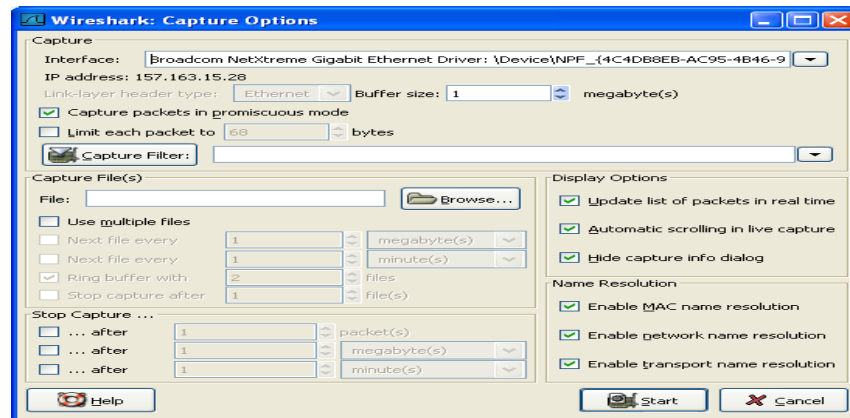 Wireshark: Capture Options
Capture
Interface: Broadcom NetXtreme Gigabit Ethernet Driver: \Device\NPF_{4C4DB8EB-AC95-4B46-9
IP address: 157.163.15.28
Link-layer header type: Ethernet Buffer size: 1 megabyte(s)
Capture packets in promiscuous mode
Limit each packet to 68 bytes
Capture Filter:
Capture File(s)
File: Browse...
Use multiple files
Next file every 1 megabyte(s)
Next file every 1 minute(s)
Ring buffer with 2 files
Stop capture after 1 file(s)
Stop Capture ...
... after 1 packet(s)
... after 1 megabyte(s)
... after 1 minute(s)
Display Options
Update list of packets in real time
Automatic scrolling in live capture
Hide capture info dialog
Name Resolution
Enable MAC name resolution
Enable network name resolution
Enable transport name resolution
Help Start Cancel